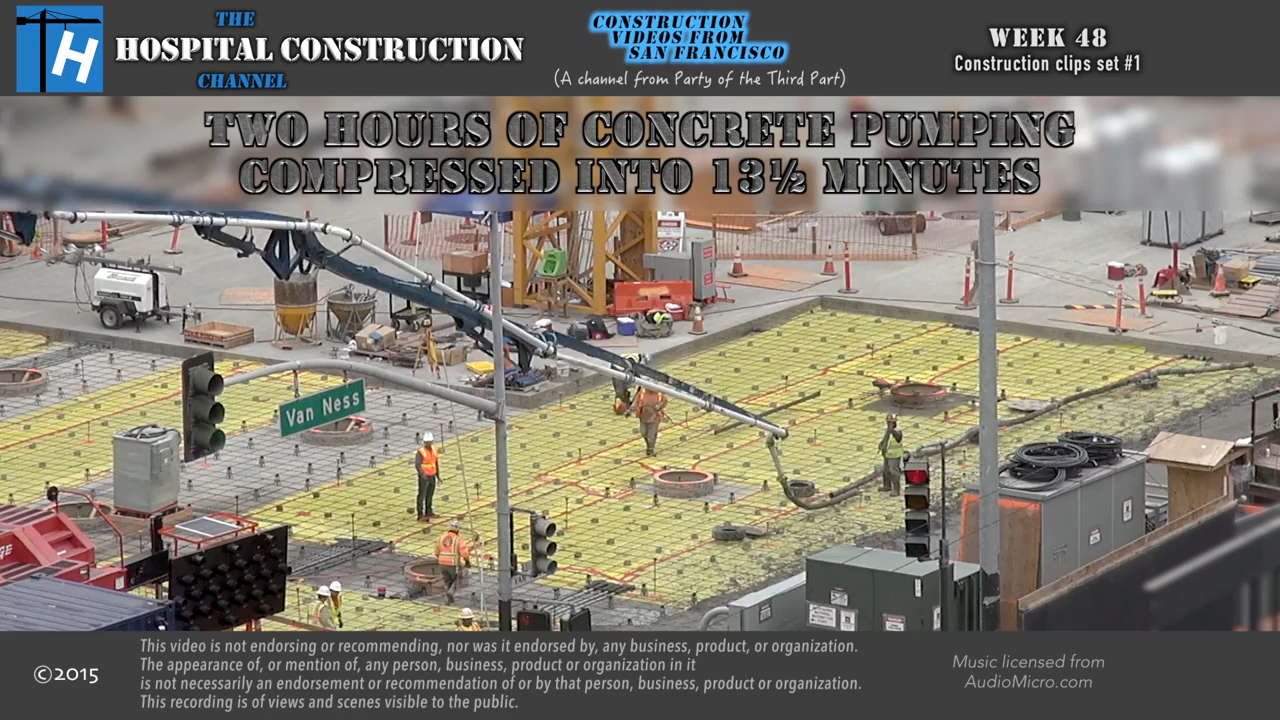 H
THE
HOSPITAL CONSTRUCTION
CHANNEL
CONSTRUCTION
VIDEOS FROM
SAN FRANCISCO
(A channel from Party of the Third Part)
WEEK 48
Construction clips set #1
TWO HOURS OF CONCRETE PUMPING
COMPRESSED INTO 13½ MINUTES
Van Ness
©2015
This video is not endorsing or recommending, nor was it endorsed by, any business, product, or organization.
The appearance of, or mention of, any person, business, product or organization in it
is not necessarily an endorsement or recommendation of or by that person, business, product or organization.
This recording is of views and scenes visible to the public.
Music licensed from
AudioMicro.com